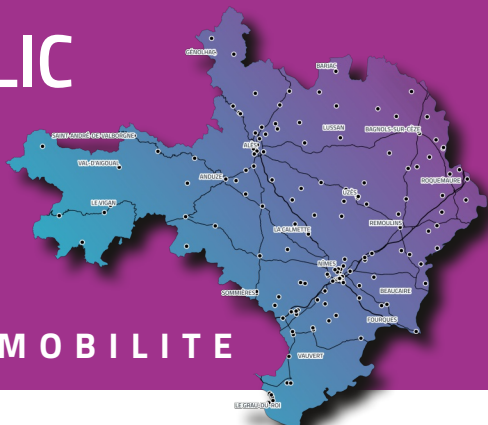 LIC
GÉNOLHAC
BARJAC
LUSSAN
BAGNOLS-SUR-CÈZE
SAINT-ANDRÉ-DE-VALBORGNE
ALÈS
VAL-D'AIGOUAL
ANDUZE
ROQUEMAURE
UZÈS
LE VIGAN
REMOULINS
LA CALMETTE
NÎMES
SOMMIÈRES
BEAUCAIRE
FOURQUES
MOBILITE
VAUVERT
LE GRAU-DU-ROI